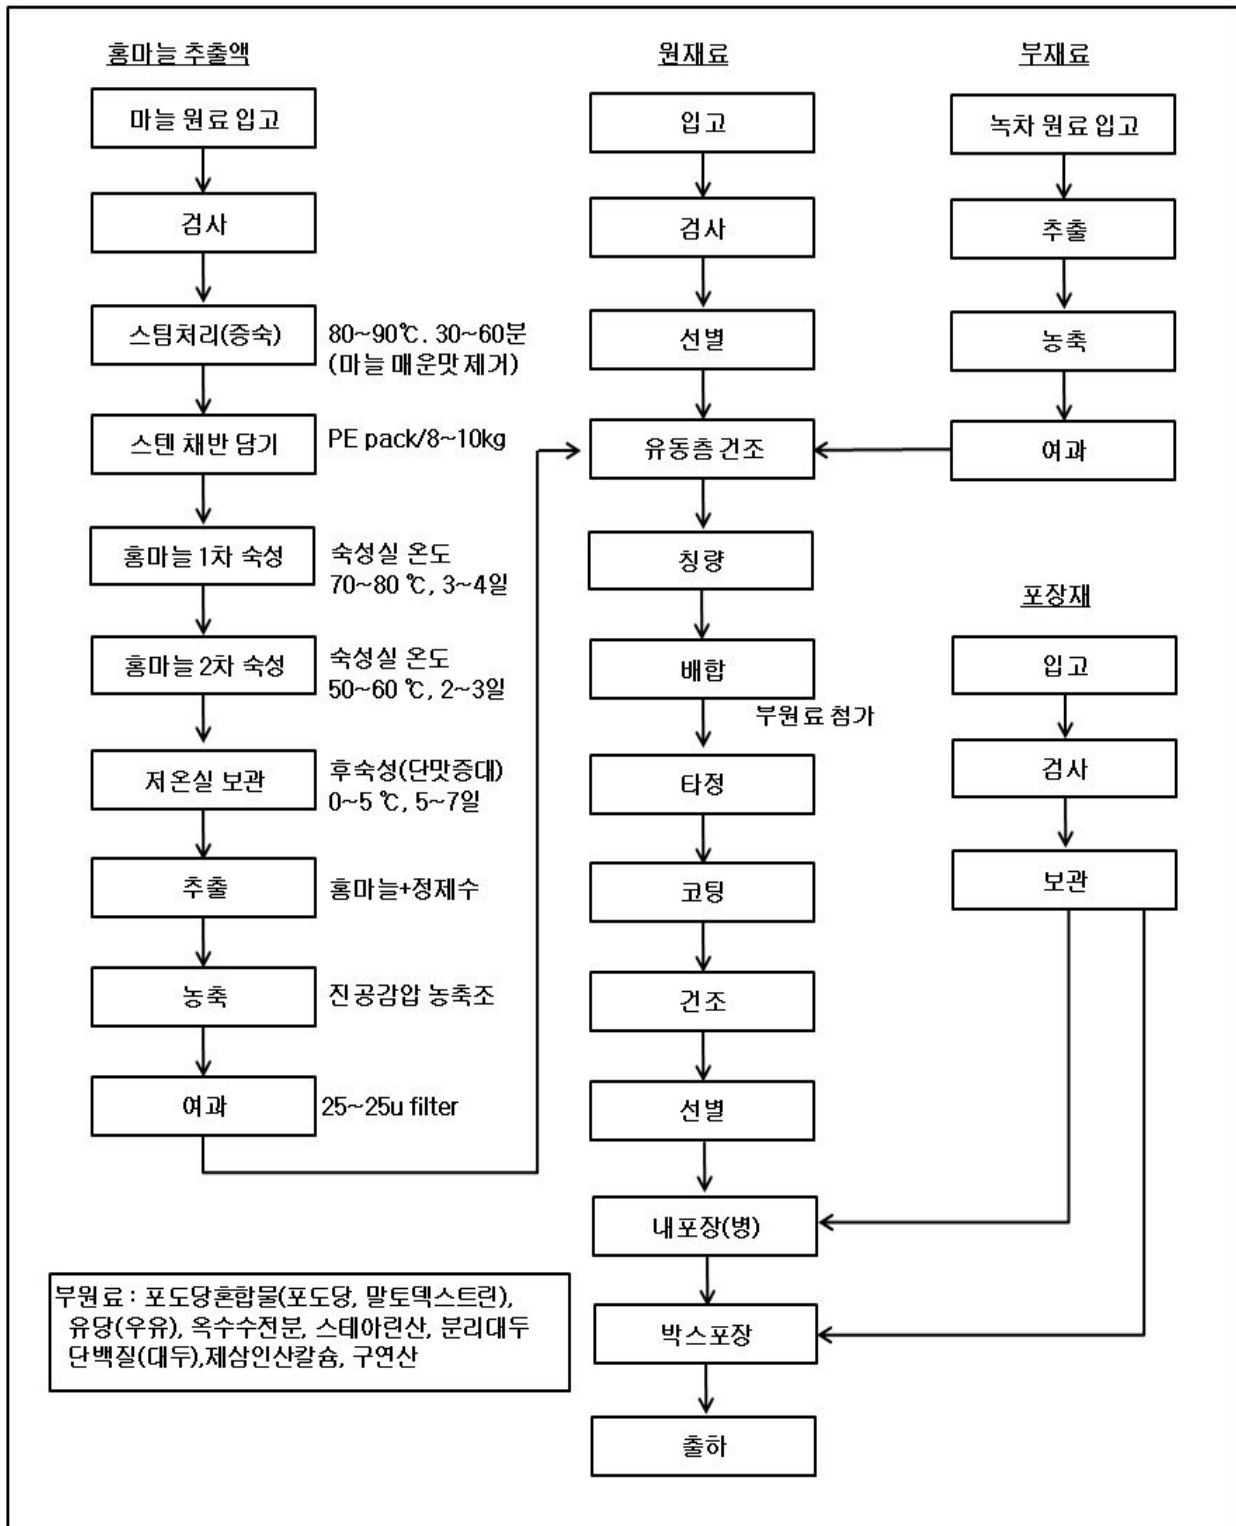 홍마늘 추출액
마늘 원료 입고
검사
스팀처리(증숙)
80~90℃. 30~60분
(마늘 매운맛 제거)
스텐 채반 담기
PE pack/8~10kg
홍마늘 1차 숙성
숙성실 온도
70~80 ℃, 3~4일
홍마늘 2차 숙성
숙성실 온도
50~60 ℃, 2~3일
저온실 보관
후숙성(단맛증대)
0~5 ℃, 5~7일
추출
홍마늘+정제수
농축
진공감압 농축조
여과
25~25u filter
원재료
입고
검사
선별
유동층 건조
칭량
배합
부원료 첨가
타정
코팅
건조
선별
내포장(병)
박스포장
출하
부재료
녹차 원료 입고
추출
농축
여과
포장재
입고
검사
보관
부원료 : 포도당혼합물(포도당, 말토덱스트린),
유당(우유), 옥수수전분, 스테아린산, 분리대두
단백질(대두),제삼인산칼슘, 구연산